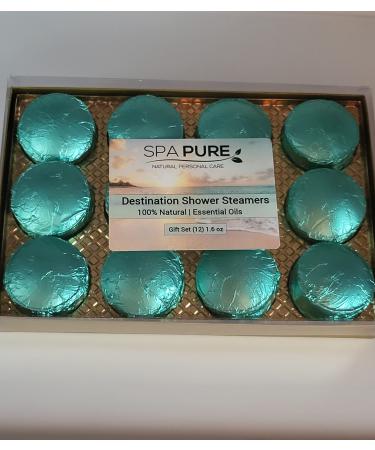 SPA PURE
NATURAL PERSONAL CARE
Destination Shower Steamers
100% Natural | Essential Oils
Gift Set (12) 1.6 oz